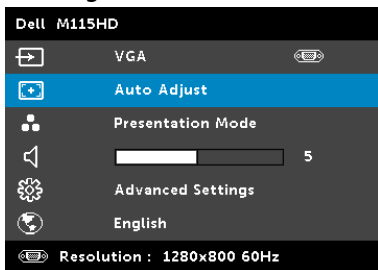 Dell M115HD
VGA
Auto Adjust
Presentation Mode
5
Advanced Settings
English
Resolution : 1280x800 60Hz